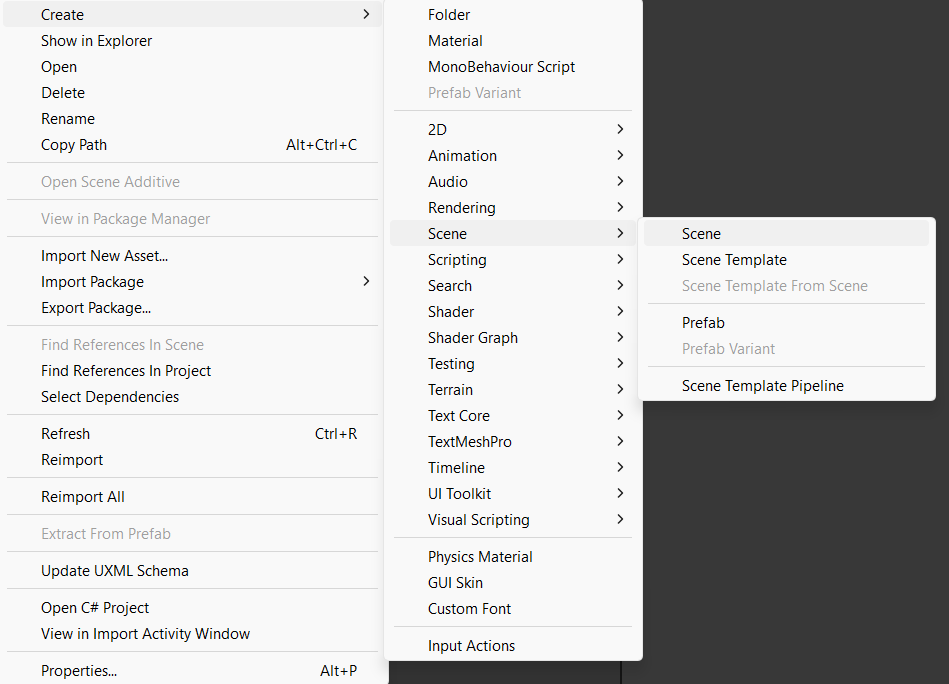 Create
Show in Explorer
Open
Delete
Rename
Copy Path Alt+Ctrl+C
Open Scene Additive
View in Package Manager
Import New Asset...
Import Package
Export Package...
Find References In Scene
Find References In Project
Select Dependencies
Refresh Ctrl+R
Reimport
Reimport All
Extract From Prefab
Update UXML Schema
Open C# Project
View in Import Activity Window
Properties... Alt+P
Folder
Material
MonoBehaviour Script
Prefab Variant
2D
Animation
Audio
Rendering
Scene
Scripting
Search
Shader
Shader Graph
Testing
Terrain
Text Core
TextMeshPro
Timeline
UI Toolkit
Visual Scripting
Physics Material
GUI Skin
Custom Font
Input Actions
Scene
Scene Template
Scene Template From Scene
Prefab
Prefab Variant
Scene Template Pipeline